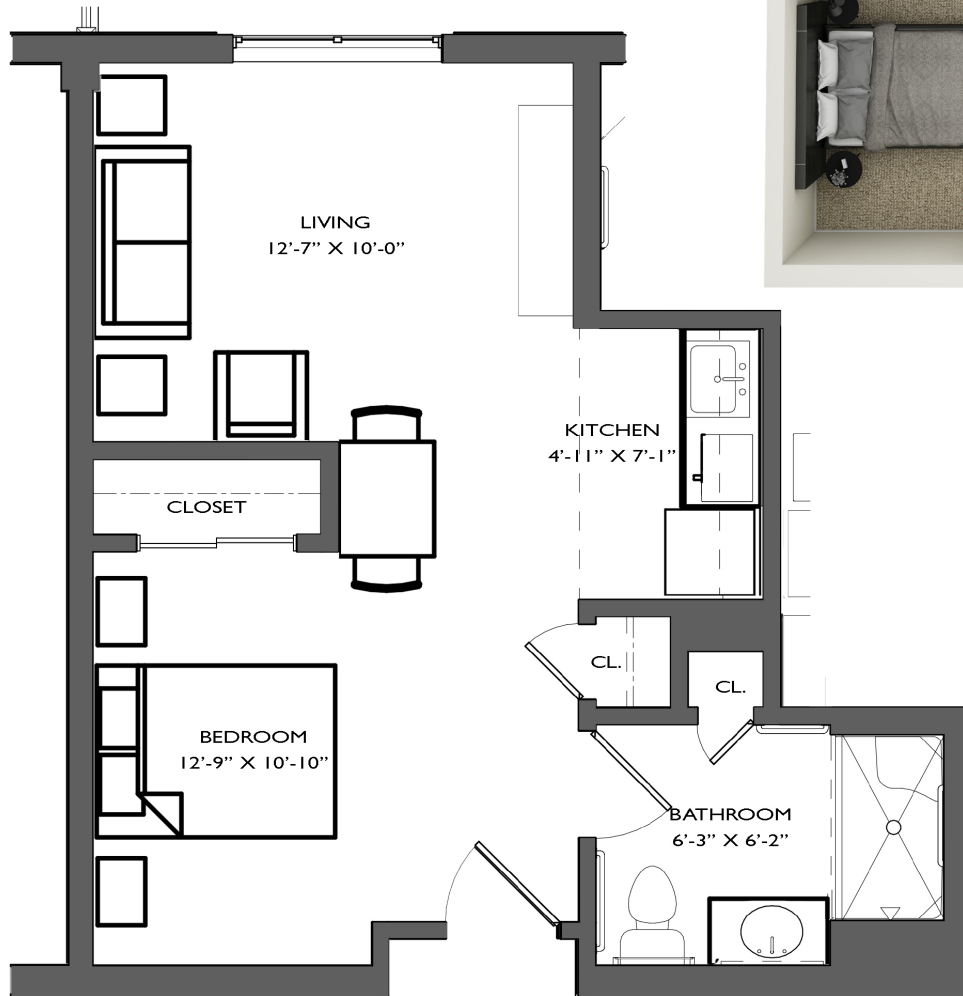 LIVING
12'-7” X 10'-0”
KITCHEN
4'-11” X 7'-1”
CLOSET
CL.
CL.
BEDROOM
12'-9” X 10'-10”
BATHROOM
6'-3” X 6'-2”